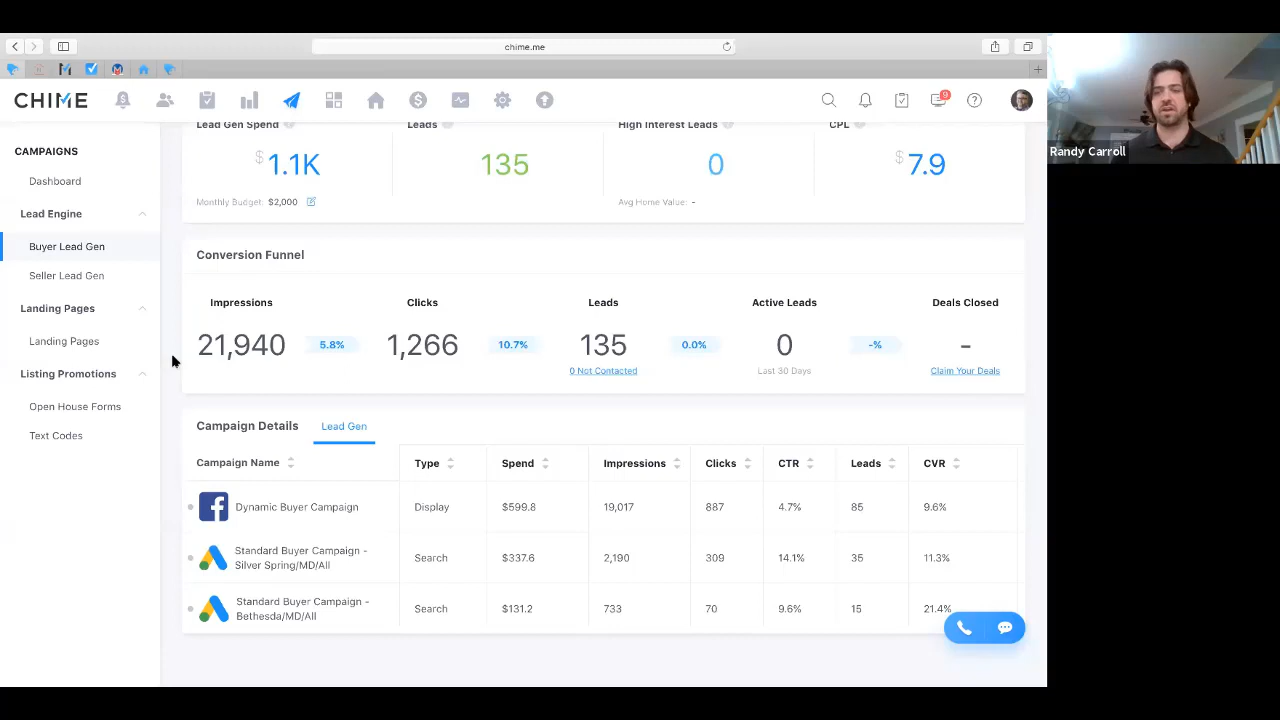 chime.me
CHIME
9
Randy Carroll
CAMPAIGNS
Dashboard
Lead Engine
Buyer Lead Gen
Seller Lead Gen
Landing Pages
Landing Pages
Listing Promotions
Open House Forms
Text Codes
Lead Gen Spend
Leads
High Interest Leads
CPL
$1.1K
135
0
$7.9
Monthly Budget: $2,000
Avg Home Value: -
Conversion Funnel
Impressions
Clicks
Leads
Active Leads
Deals Closed
21,940
5.8%
1,266
10.7%
135
0.0%
0
-%
-
0 Not Contacted
Last 30 Days
Claim Your Deals
Campaign Details
Lead Gen
Campaign Name
Type
Spend
Impressions
Clicks
CTR
Leads
CVR
Dynamic Buyer Campaign
Display
$599.8
19,017
887
4.7%
85
9.6%
Standard Buyer Campaign -
Silver Spring/MD/All
Search
$337.6
2,190
309
14.1%
35
11.3%
Standard Buyer Campaign -
Bethesda/MD/All
Search
$131.2
733
70
9.6%
15
21.4%